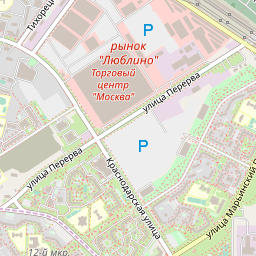 Тихорец
P
рынок
"Люблино"
Торговый
центр
"Москва"
улица Перерва
P
улица Перерва
Краснодарская улица
улица Марьинский П
12-й мкр.